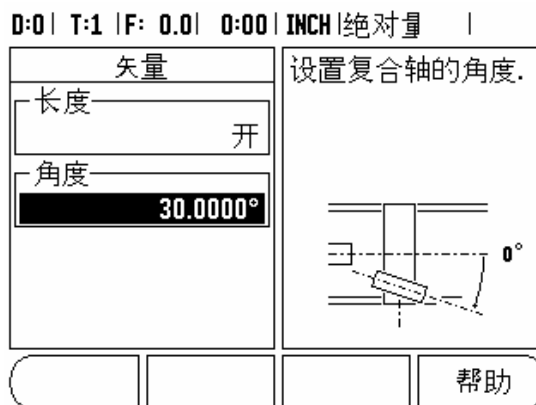 D:0 | T:1 | F: 0.0 | 0:00 | INCH | 绝对量 |
矢量
长度
开
角度
30.0000°
设置复合轴的角度.
0°
帮助